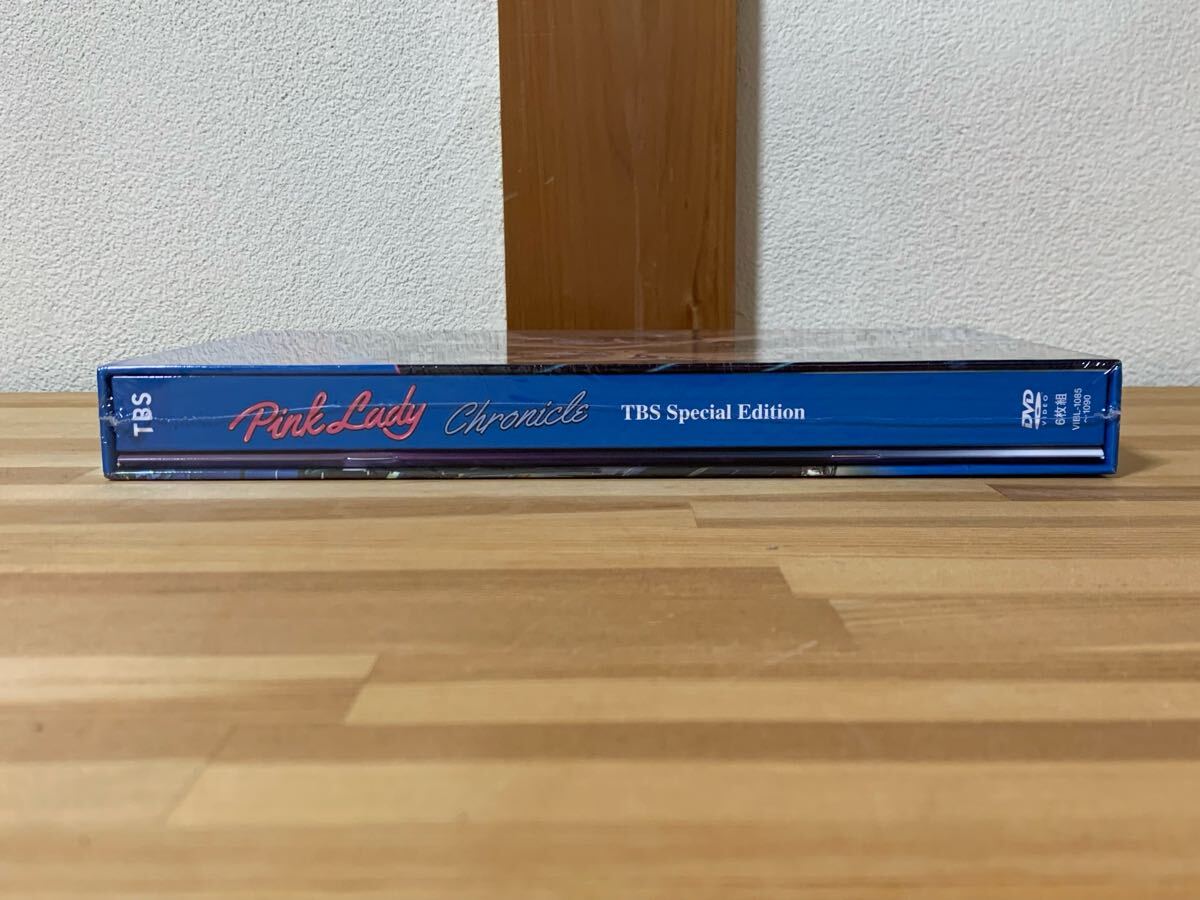 TBS
Pink Lady Chronicle TBS Special Edition
DVD
VIDEO
6枚組
VIBL-1085
~1090